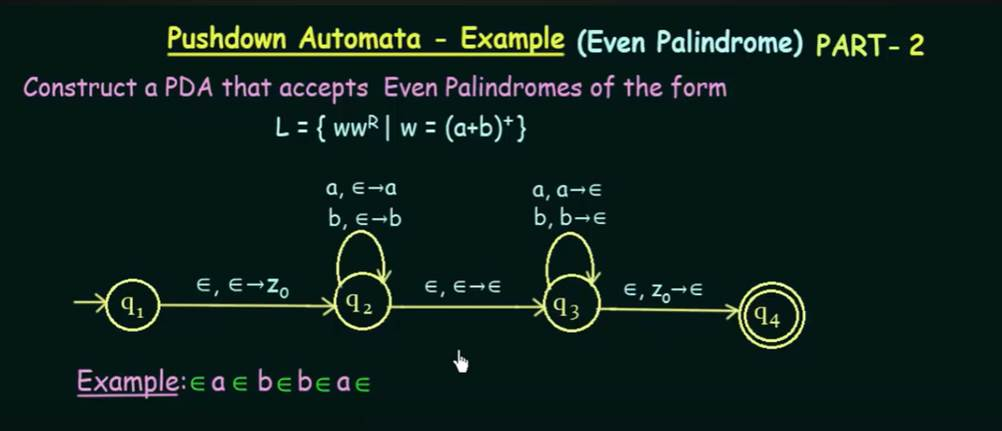 Pushdown Automata - Example (Even Palindrome) PART- 2
Construct a PDA that accepts Even Palindromes of the form
L = { wwᴿ | w = (a+b)⁺ }
a, ∈→a
b, ∈→b
a, a→∈
b, b→∈
∈, ∈→z₀
∈, ∈→∈
∈, z₀→∈
q₁
q₂
q₃
q₄
Example: ∈ a ∈ b ∈ b ∈ a ∈